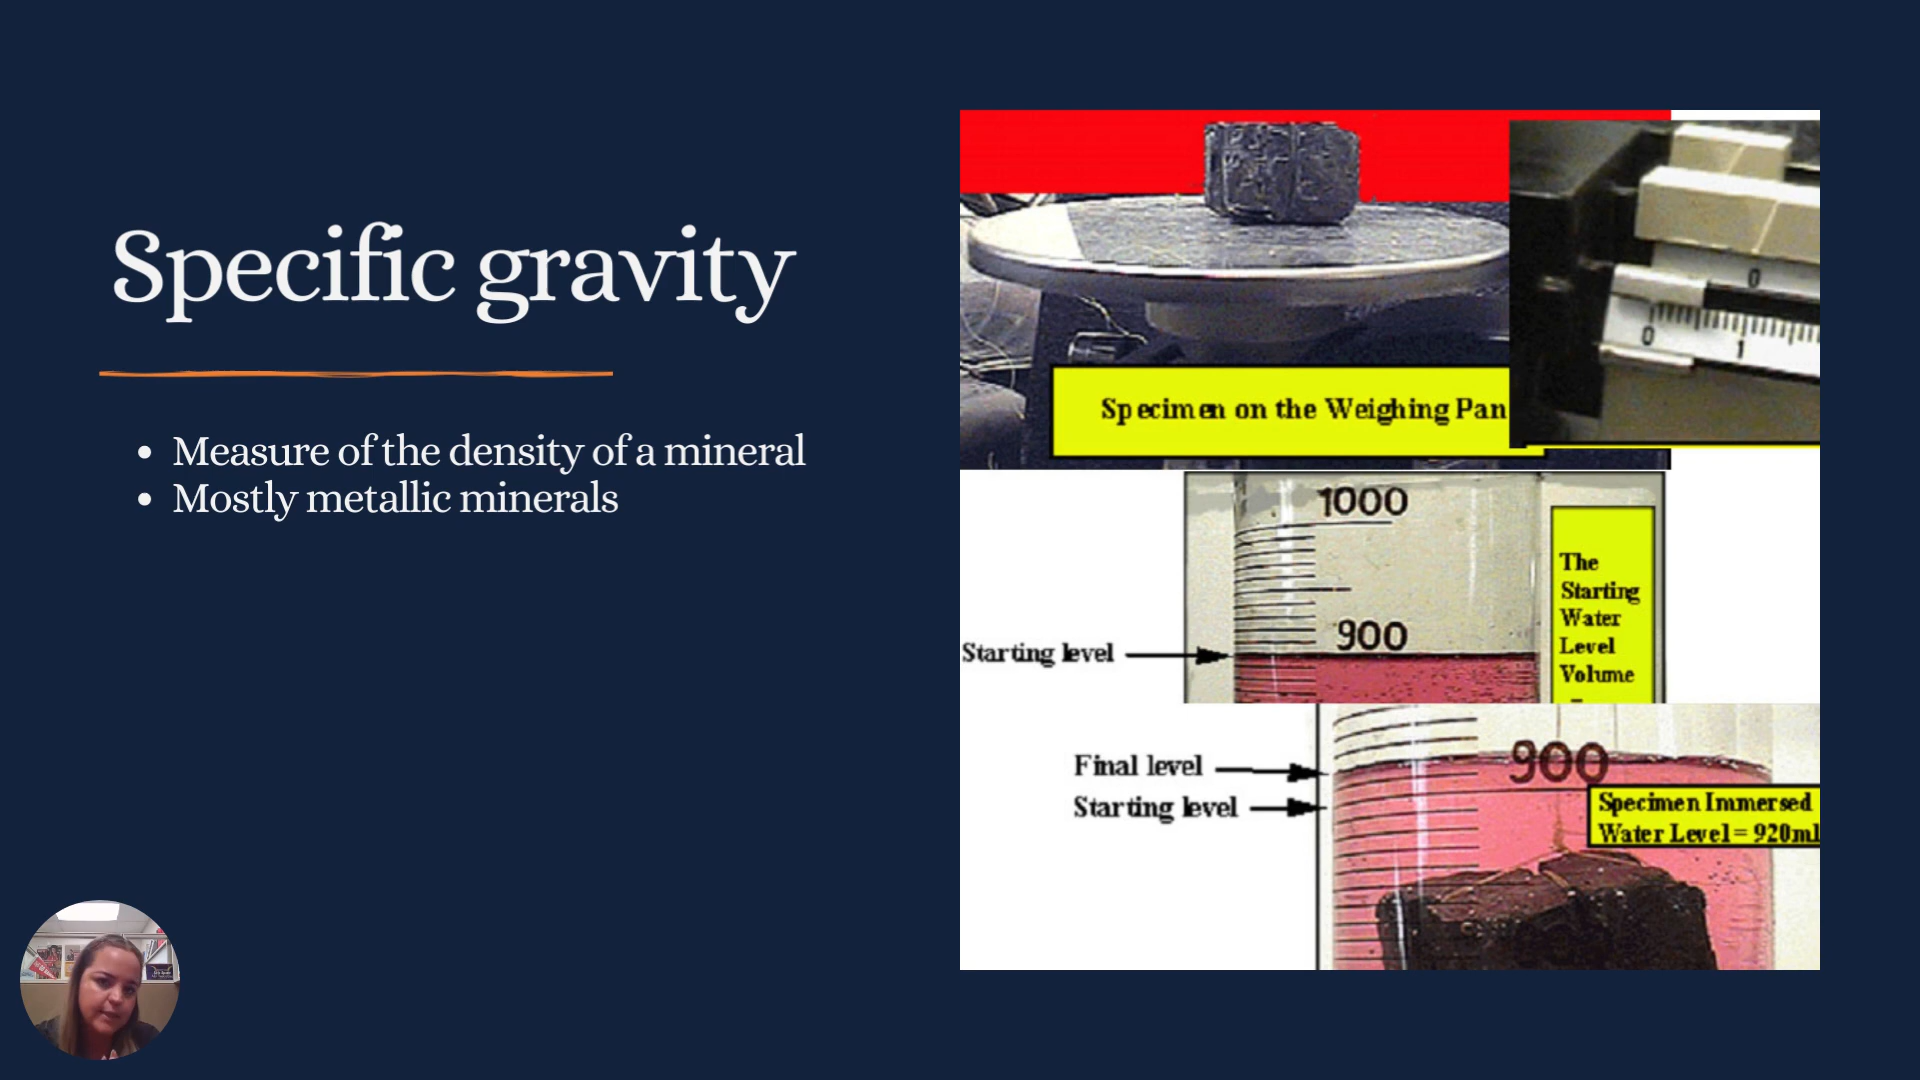 Specific gravity
• Measure of the density of a mineral
• Mostly metallic minerals
Specimen on the Weighing Pan
0
0 1
1000
900
The
Starting
Water
Level
Volume
Starting level
Final level
Starting level
900
Specimen Immersed
Water Level = 920ml